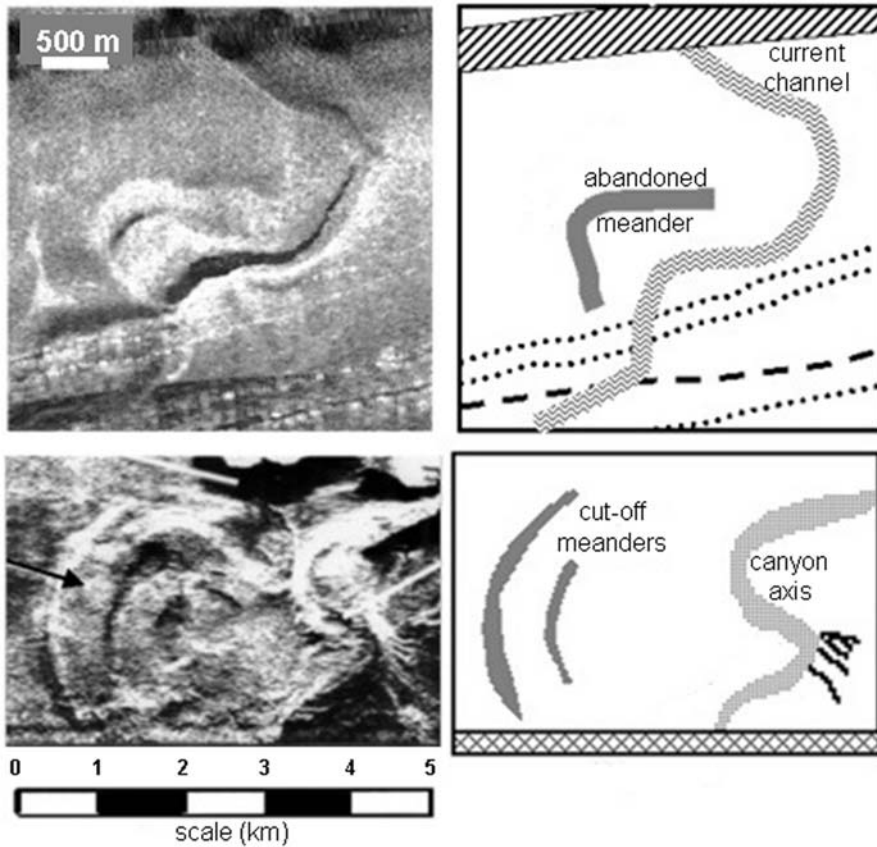 500 m
current
channel
abandoned
meander
cut-off
meanders
canyon
axis
0 1 2 3 4 5
scale (km)